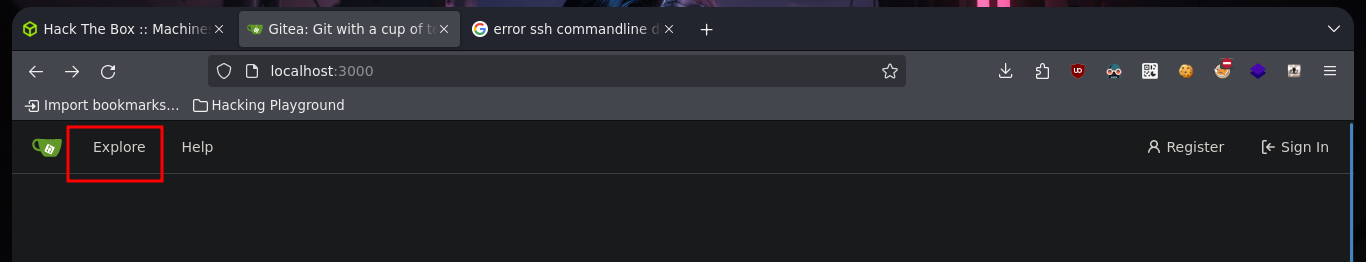 Hack The Box :: Machine
Gitea: Git with a cup of te
error ssh commandline d
localhost:3000
Import bookmarks...
Hacking Playground
Explore
Help
Register
Sign In